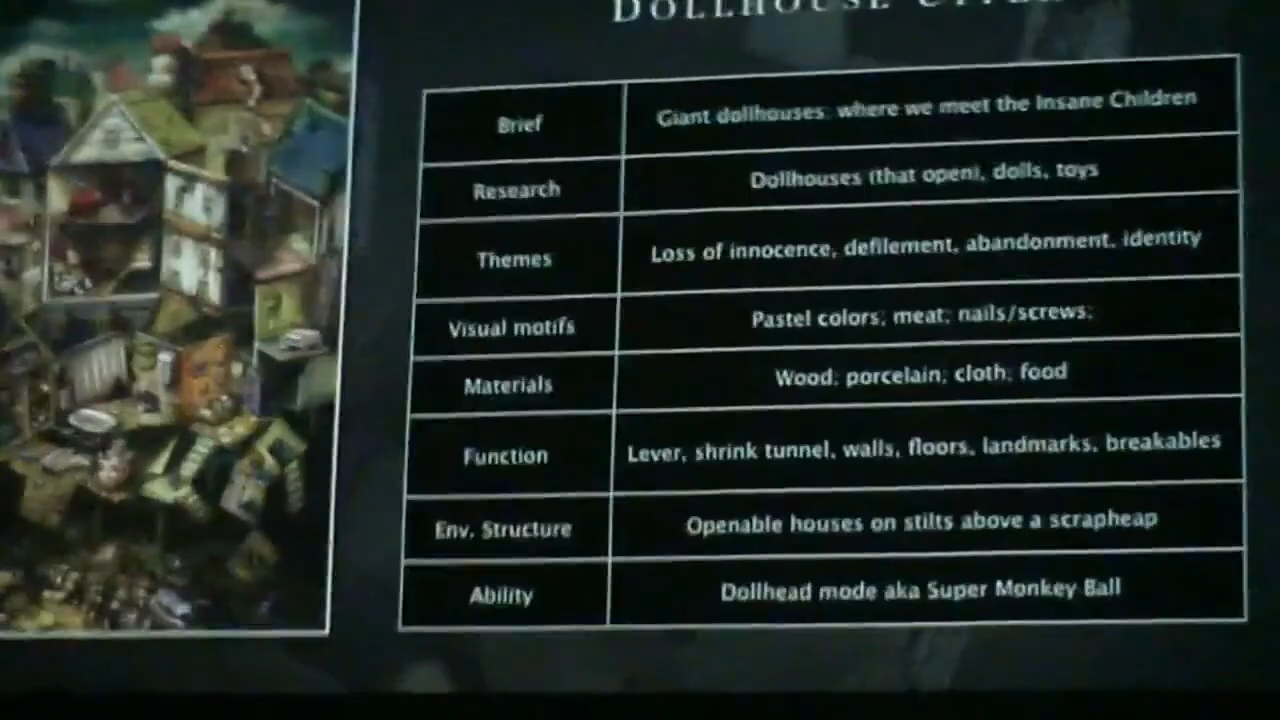 DOLLHOUSE
Brief Giant dollhouses; where we meet the Insane Children
Research Dollhouses (that open), dolls, toys
Themes Loss of innocence, defilement, abandonment, identity
Visual motifs Pastel colors; meat; nails/screws;
Materials Wood; porcelain; cloth; food
Function Lever, shrink tunnel, walls, floors, landmarks, breakables
Env. Structure Openable houses on stilts above a scrapheap
Ability Dollhead mode aka Super Monkey Ball